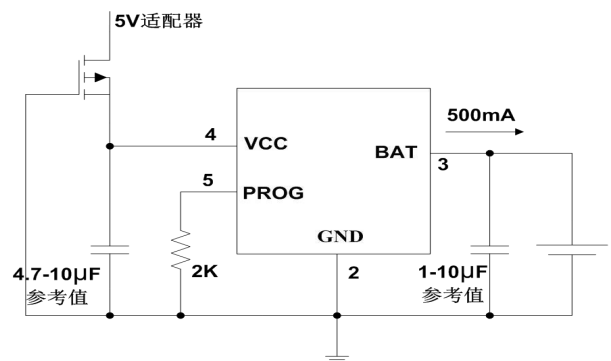 5V适配器
500mA
4
VCC
BAT
3
5
PROG
GND
2K
2
4.7-10μF
参考值
1-10μF
参考值